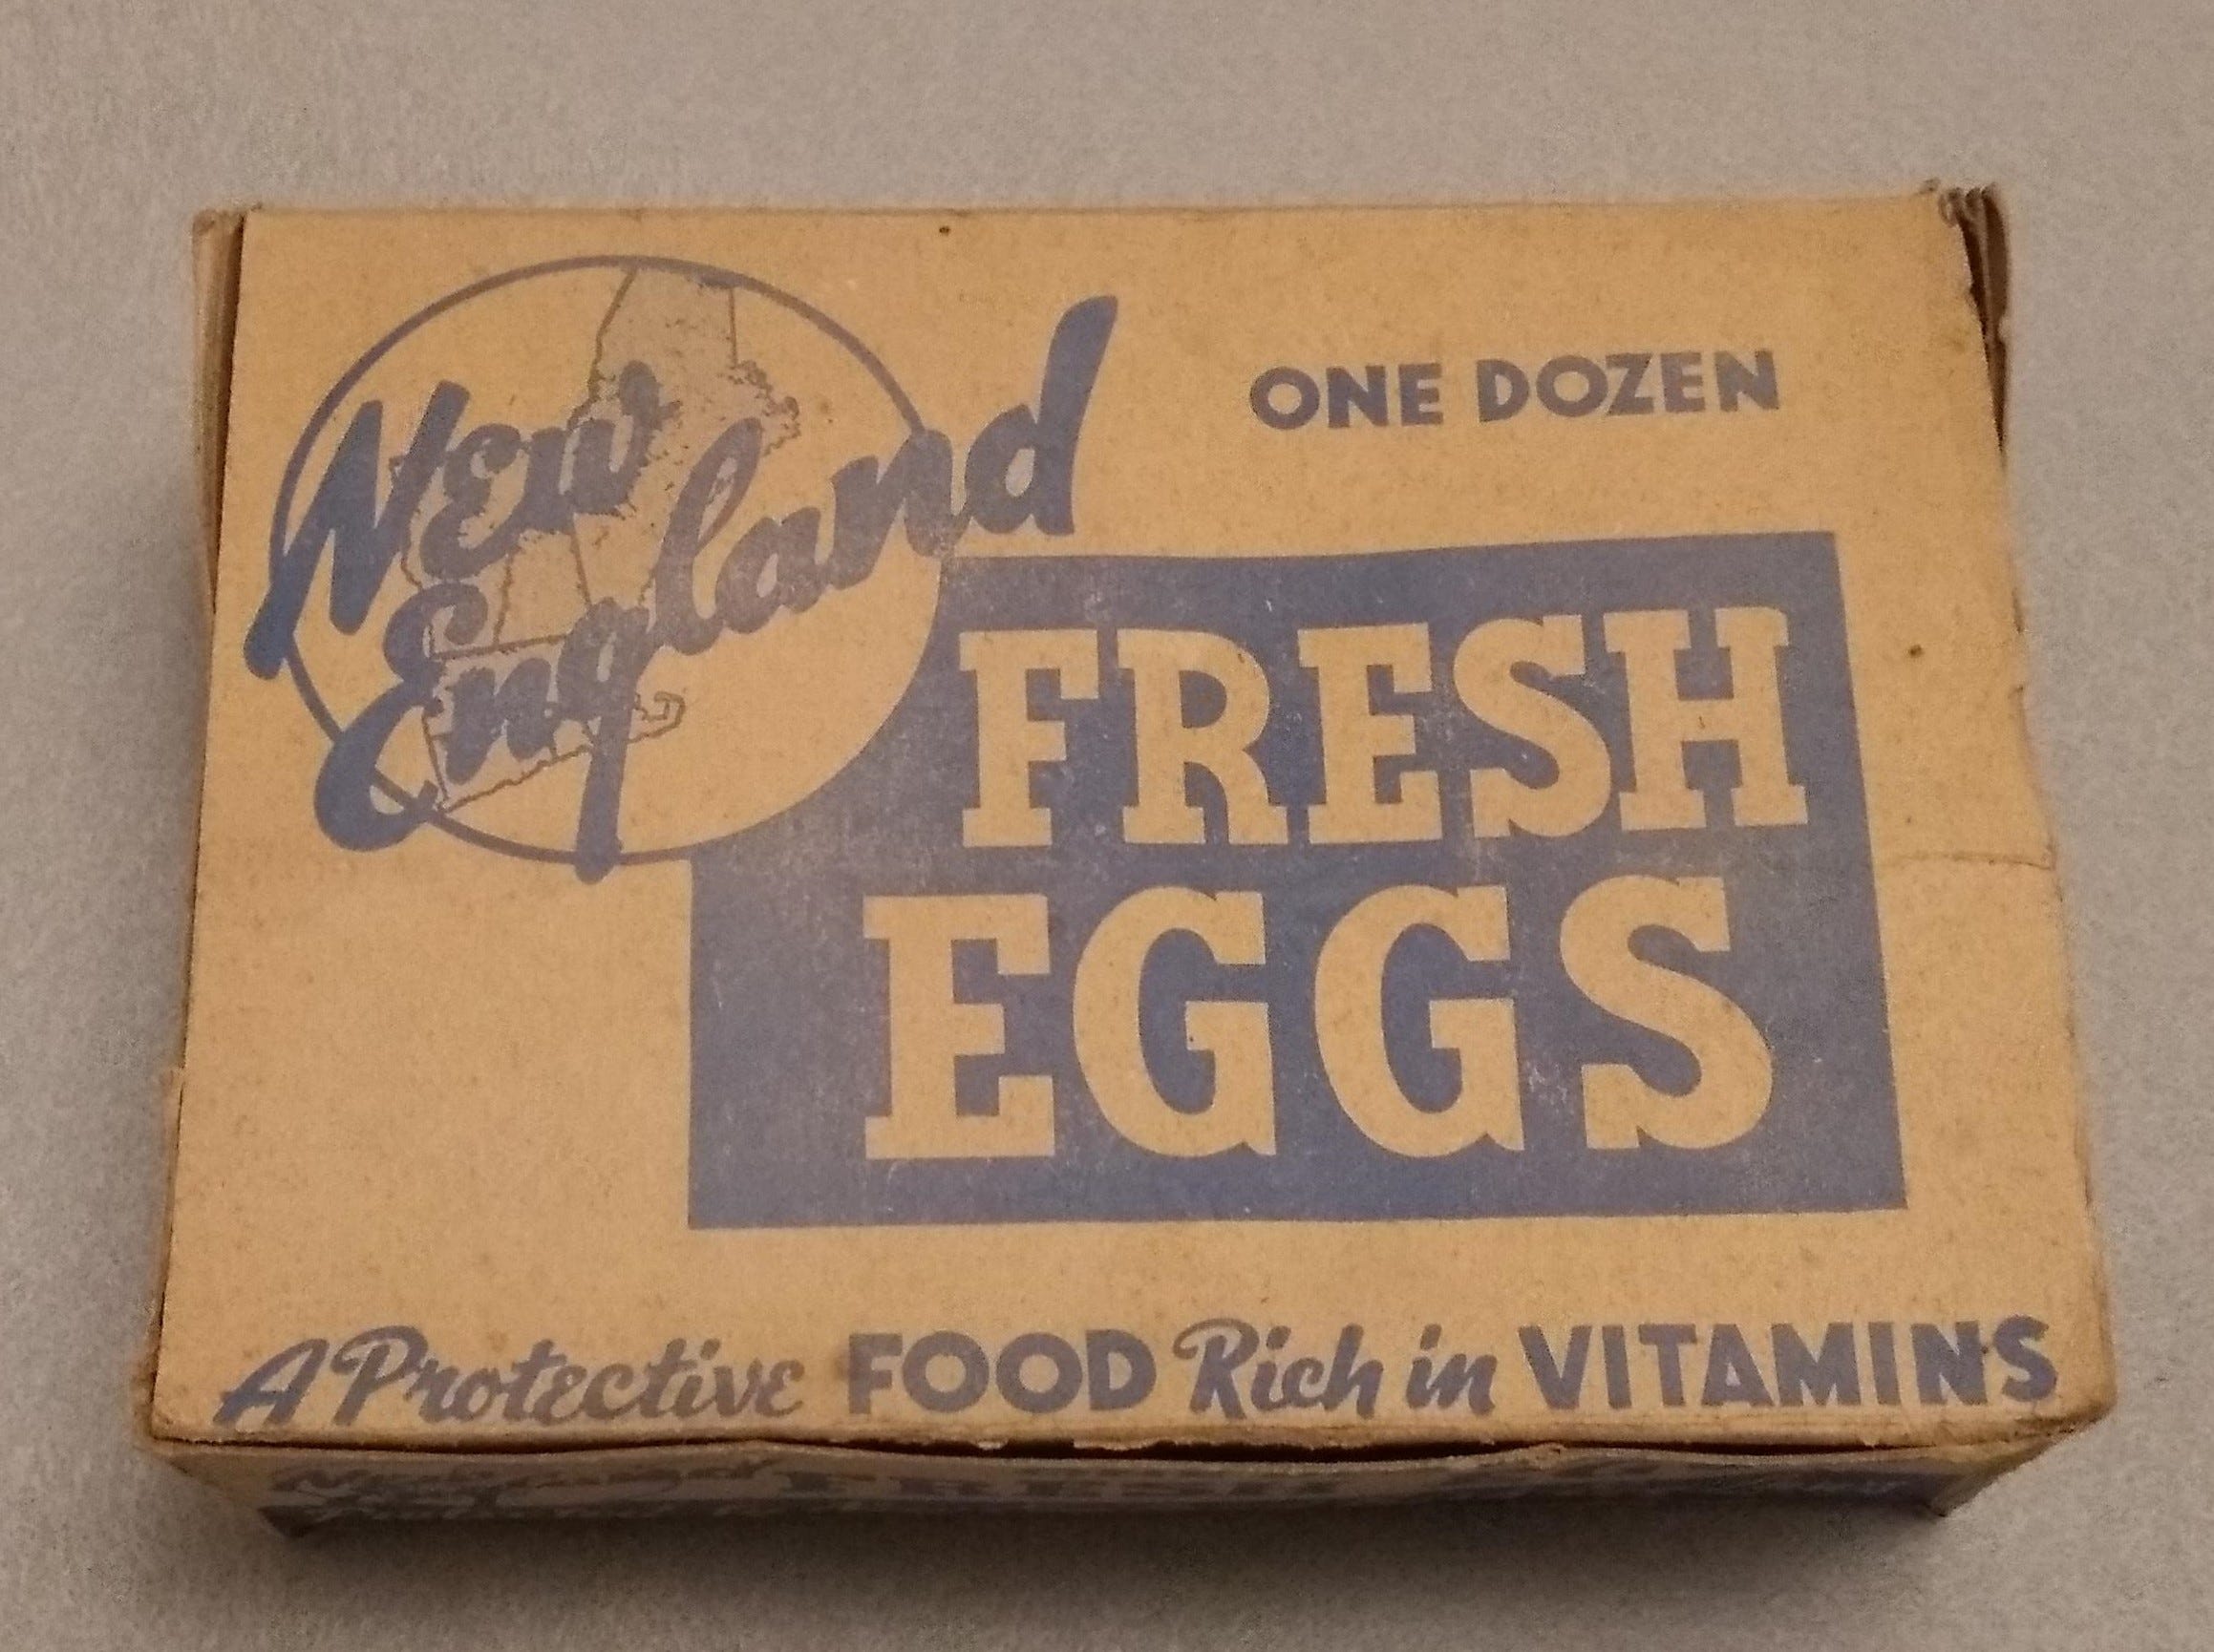 New
England
ONE DOZEN
FRESH
EGGS
A Protective FOOD Rich in VITAMINS